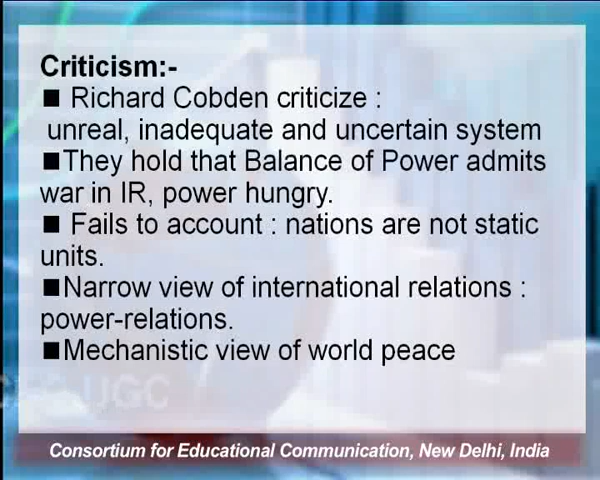 Criticism:-
■ Richard Cobden criticize :
unreal, inadequate and uncertain system
■They hold that Balance of Power admits
war in IR, power hungry.
■ Fails to account : nations are not static
units.
■Narrow view of international relations :
power-relations.
■Mechanistic view of world peace
UGC
Consortium for Educational Communication, New Delhi, India